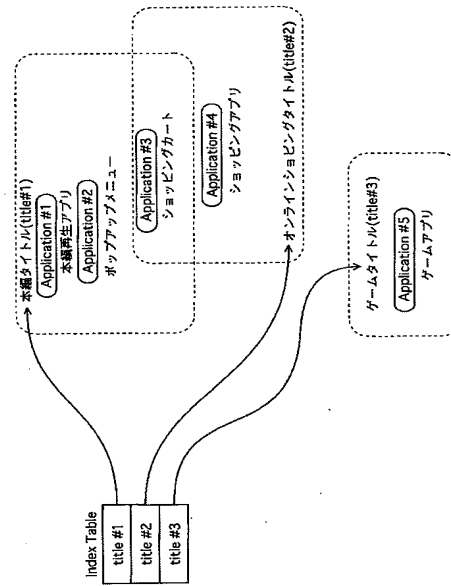 Index Table
title #1
title #2
title #3
本編タイトル(title#1)
Application #1
本編再生アプリ
Application #2
ポップアップメニュー
Application #3
ショッピングカート
Application #4
ショッピングアプリ
オンラインショピングタイトル(title#2)
ゲームタイトル(title#3)
Application #5
ゲームアプリ